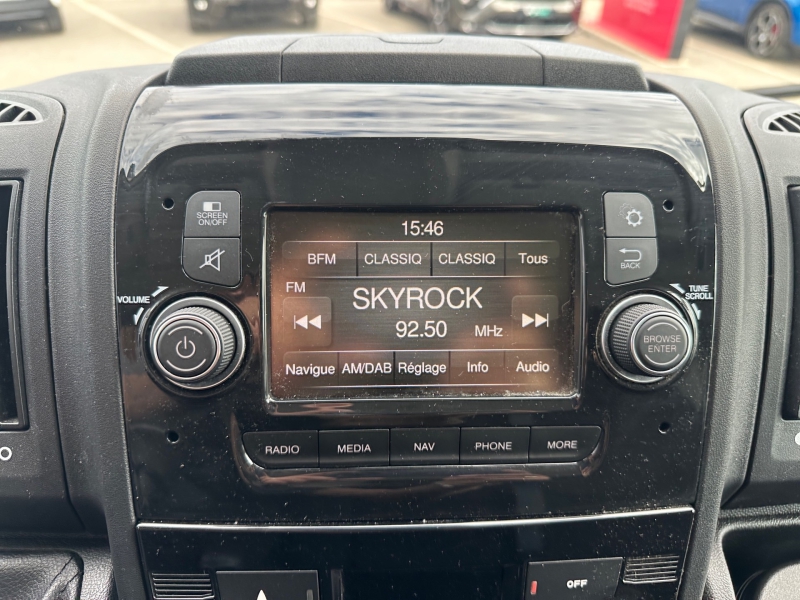 15:46
SCREEN
ON/OFF
BFM CLASSIQ CLASSIQ Tous
BACK
FM
VOLUME
TUNE
SCROLL
SKYROCK
92.50 MHz
BROWSE
ENTER
Navigue AM/DAB Réglage Info Audio
RADIO MEDIA NAV PHONE MORE
OFF